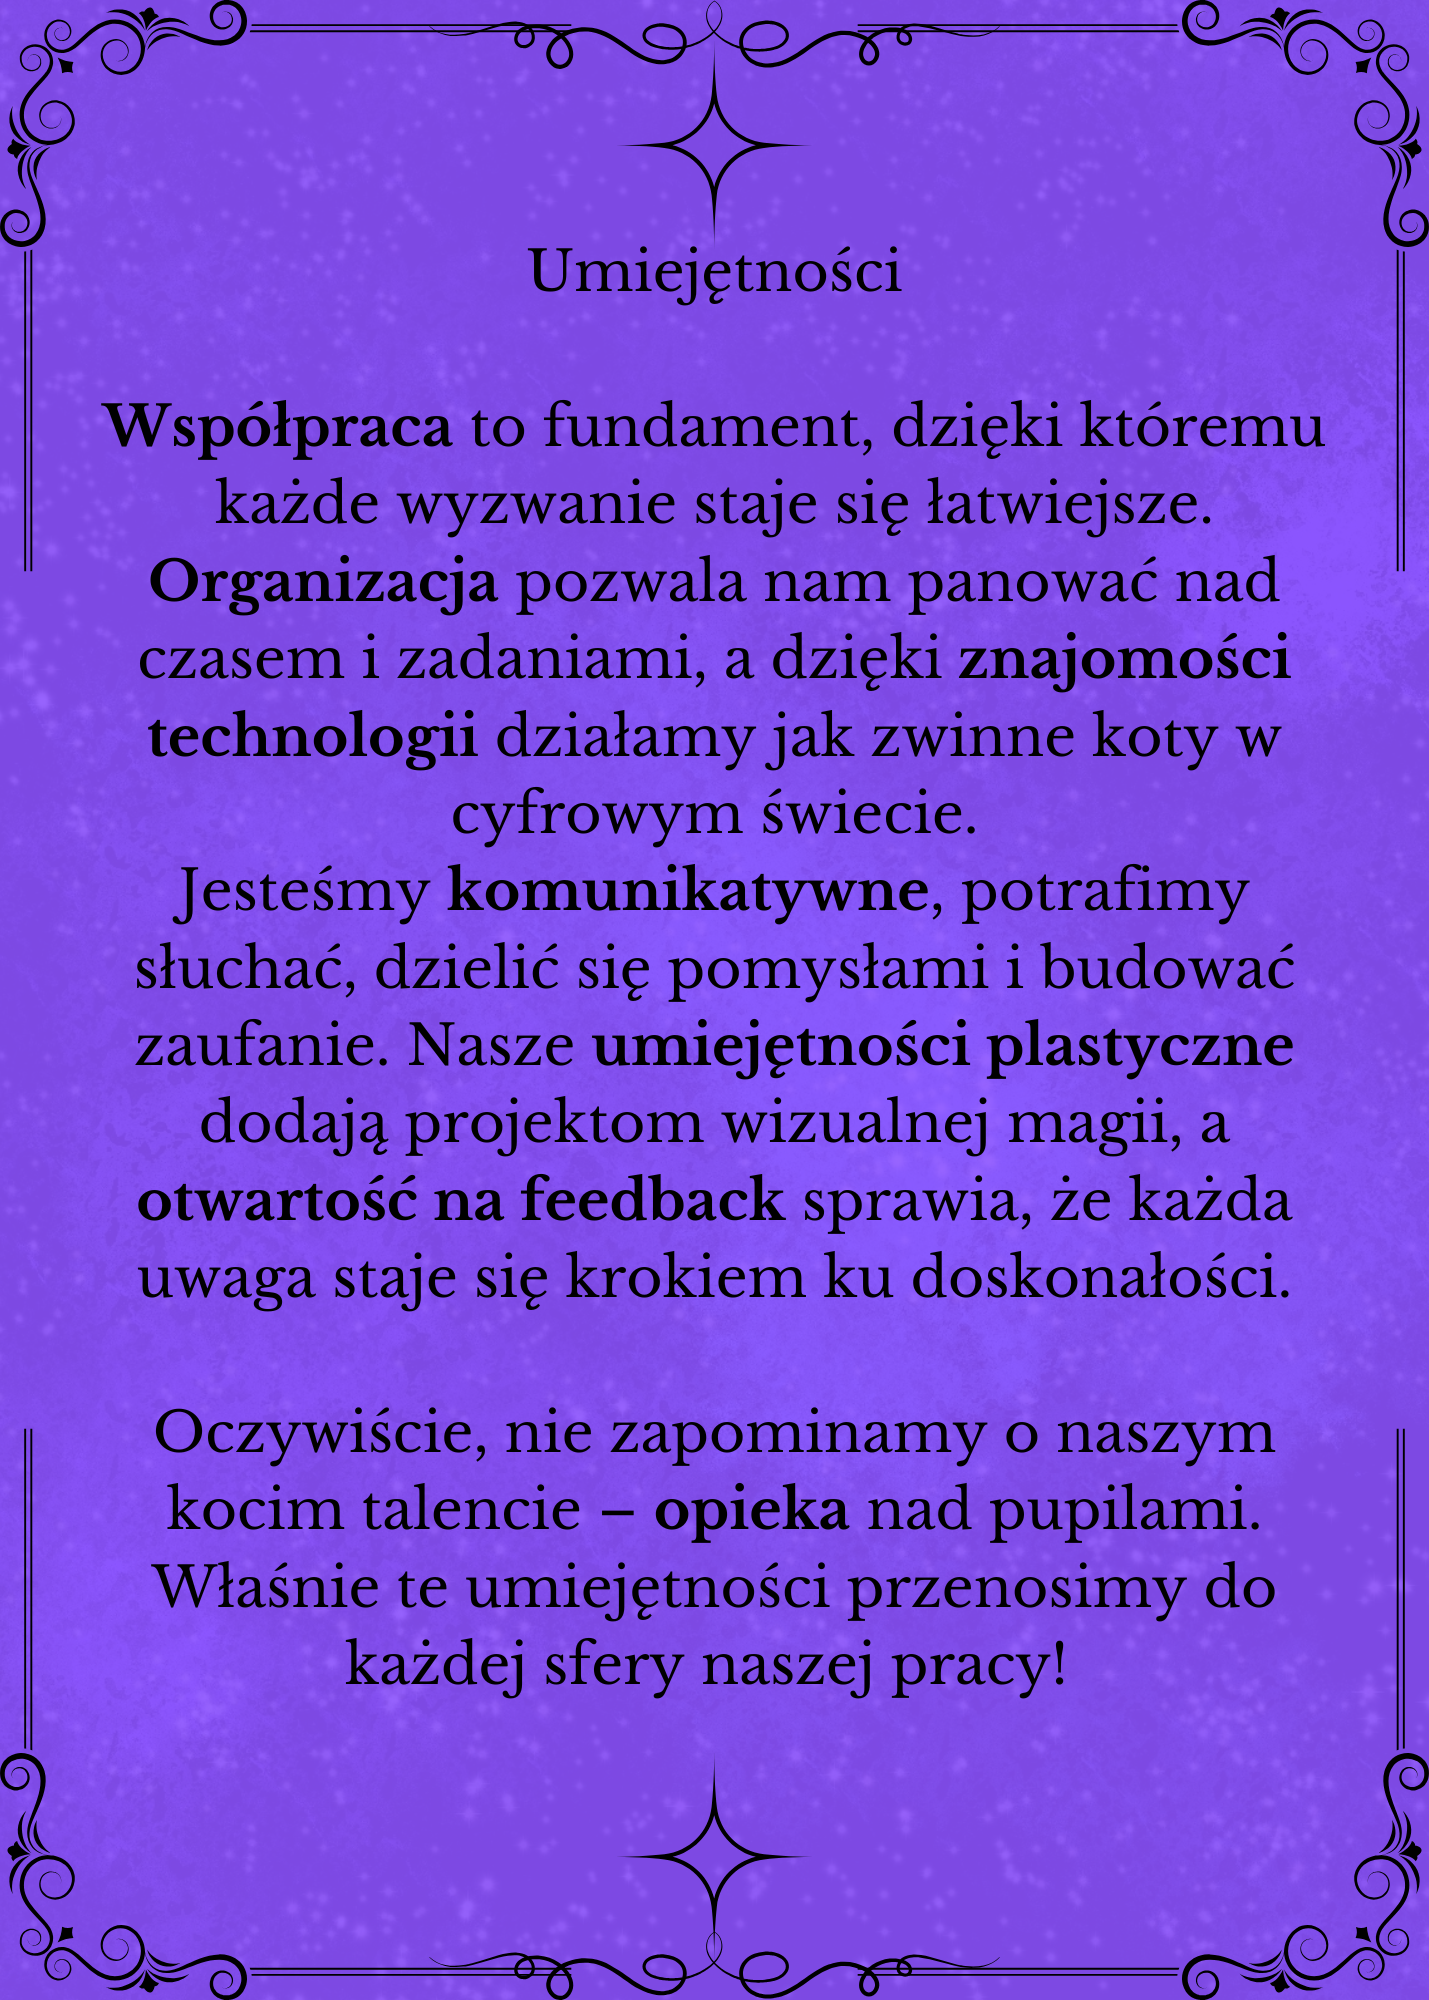 Umiejętności
Współpraca to fundament, dzięki któremu
każde wyzwanie staje się łatwiejsze.
Organizacja pozwala nam panować nad
czasem i zadaniami, a dzięki znajomości
technologii działamy jak zwinne koty w
cyfrowym świecie.
Jesteśmy komunikatywne, potrafimy
słuchać, dzielić się pomysłami i budować
zaufanie. Nasze umiejętności plastyczne
dodają projektom wizualnej magii, a
otwartość na feedback sprawia, że każda
uwaga staje się krokiem ku doskonałości.
Oczywiście, nie zapominamy o naszym
kocim talencie – opieka nad pupilami.
Właśnie te umiejętności przenosimy do
każdej sfery naszej pracy!